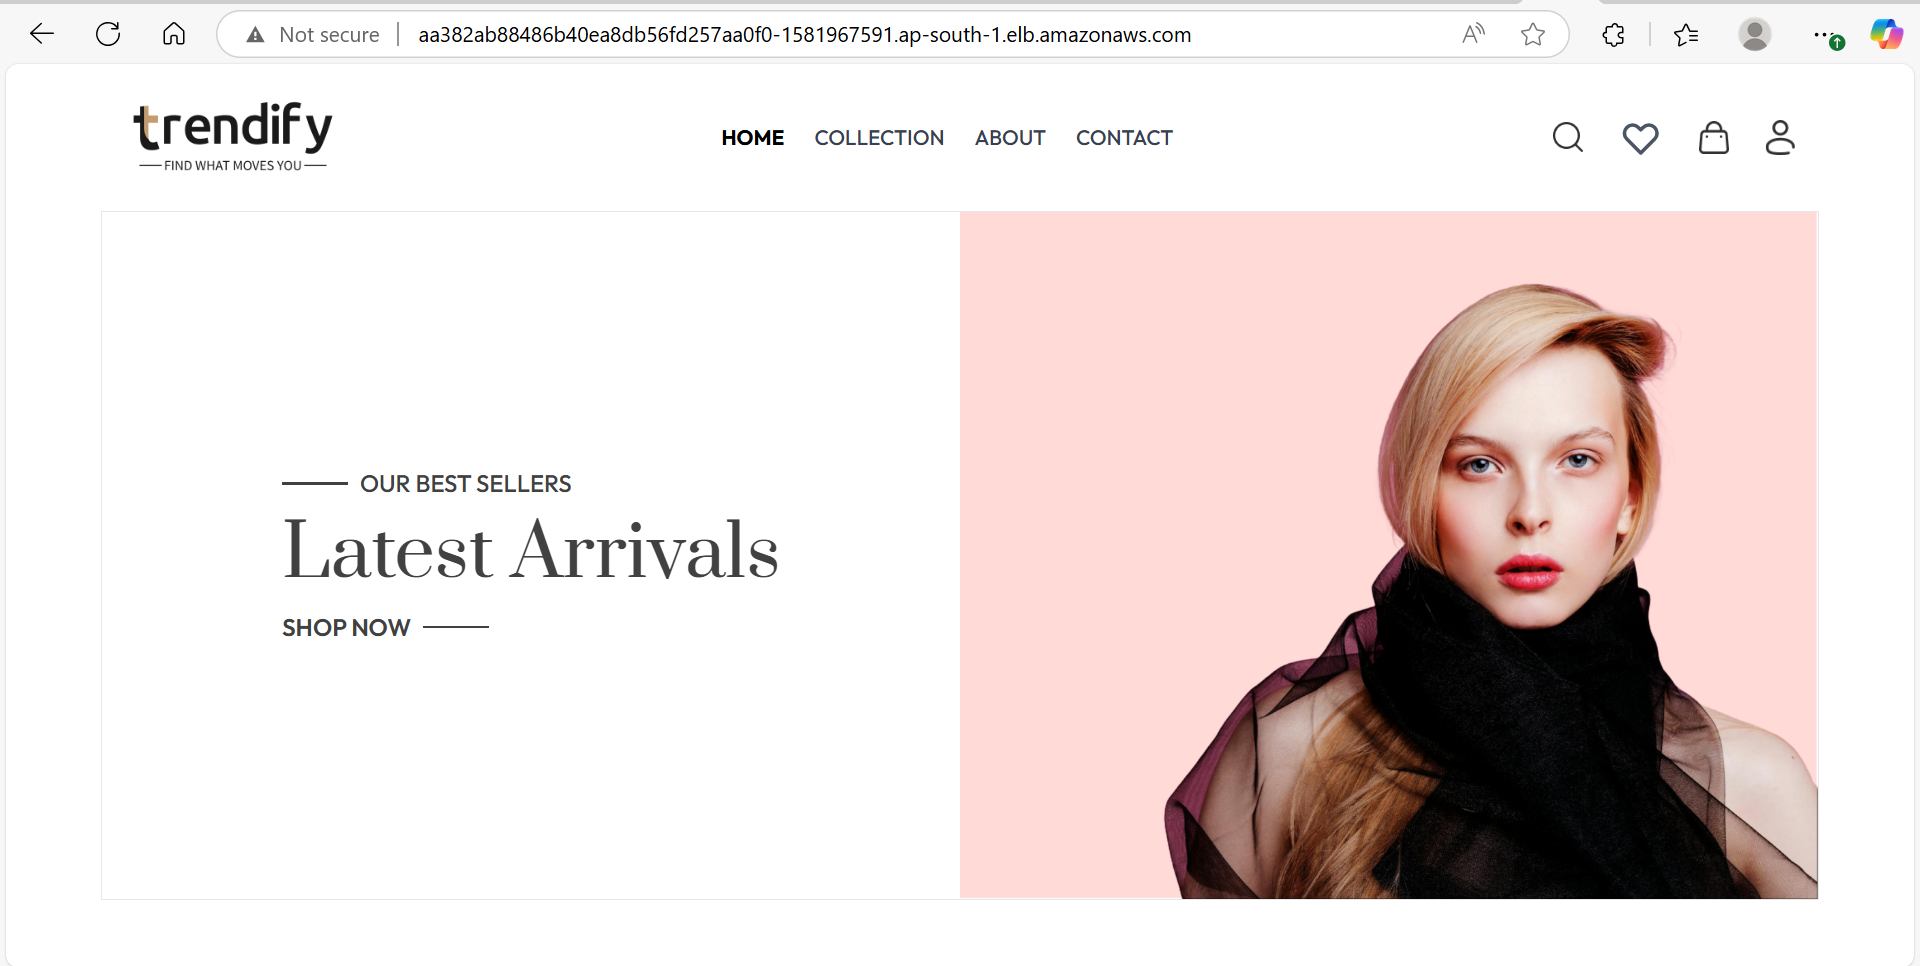 Not secure
aa382ab88486b40ea8db56fd257aa0f0-1581967591.ap-south-1.elb.amazonaws.com
trendify
FIND WHAT MOVES YOU
HOME COLLECTION ABOUT CONTACT
OUR BEST SELLERS
Latest Arrivals
SHOP NOW